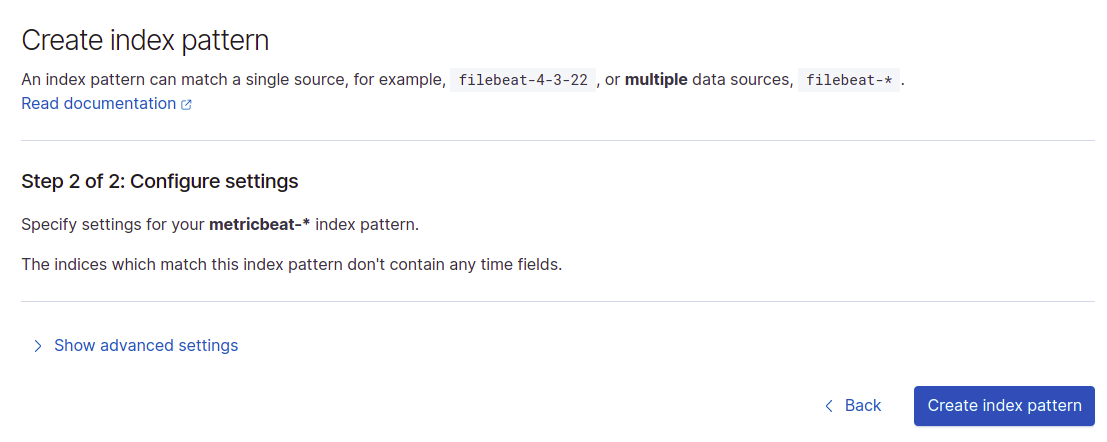 Create index pattern
An index pattern can match a single source, for example, filebeat-4-3-22 , or multiple data sources, filebeat-* .
Read documentation
Step 2 of 2: Configure settings
Specify settings for your metricbeat-* index pattern.
The indices which match this index pattern don't contain any time fields.
Show advanced settings
Back
Create index pattern